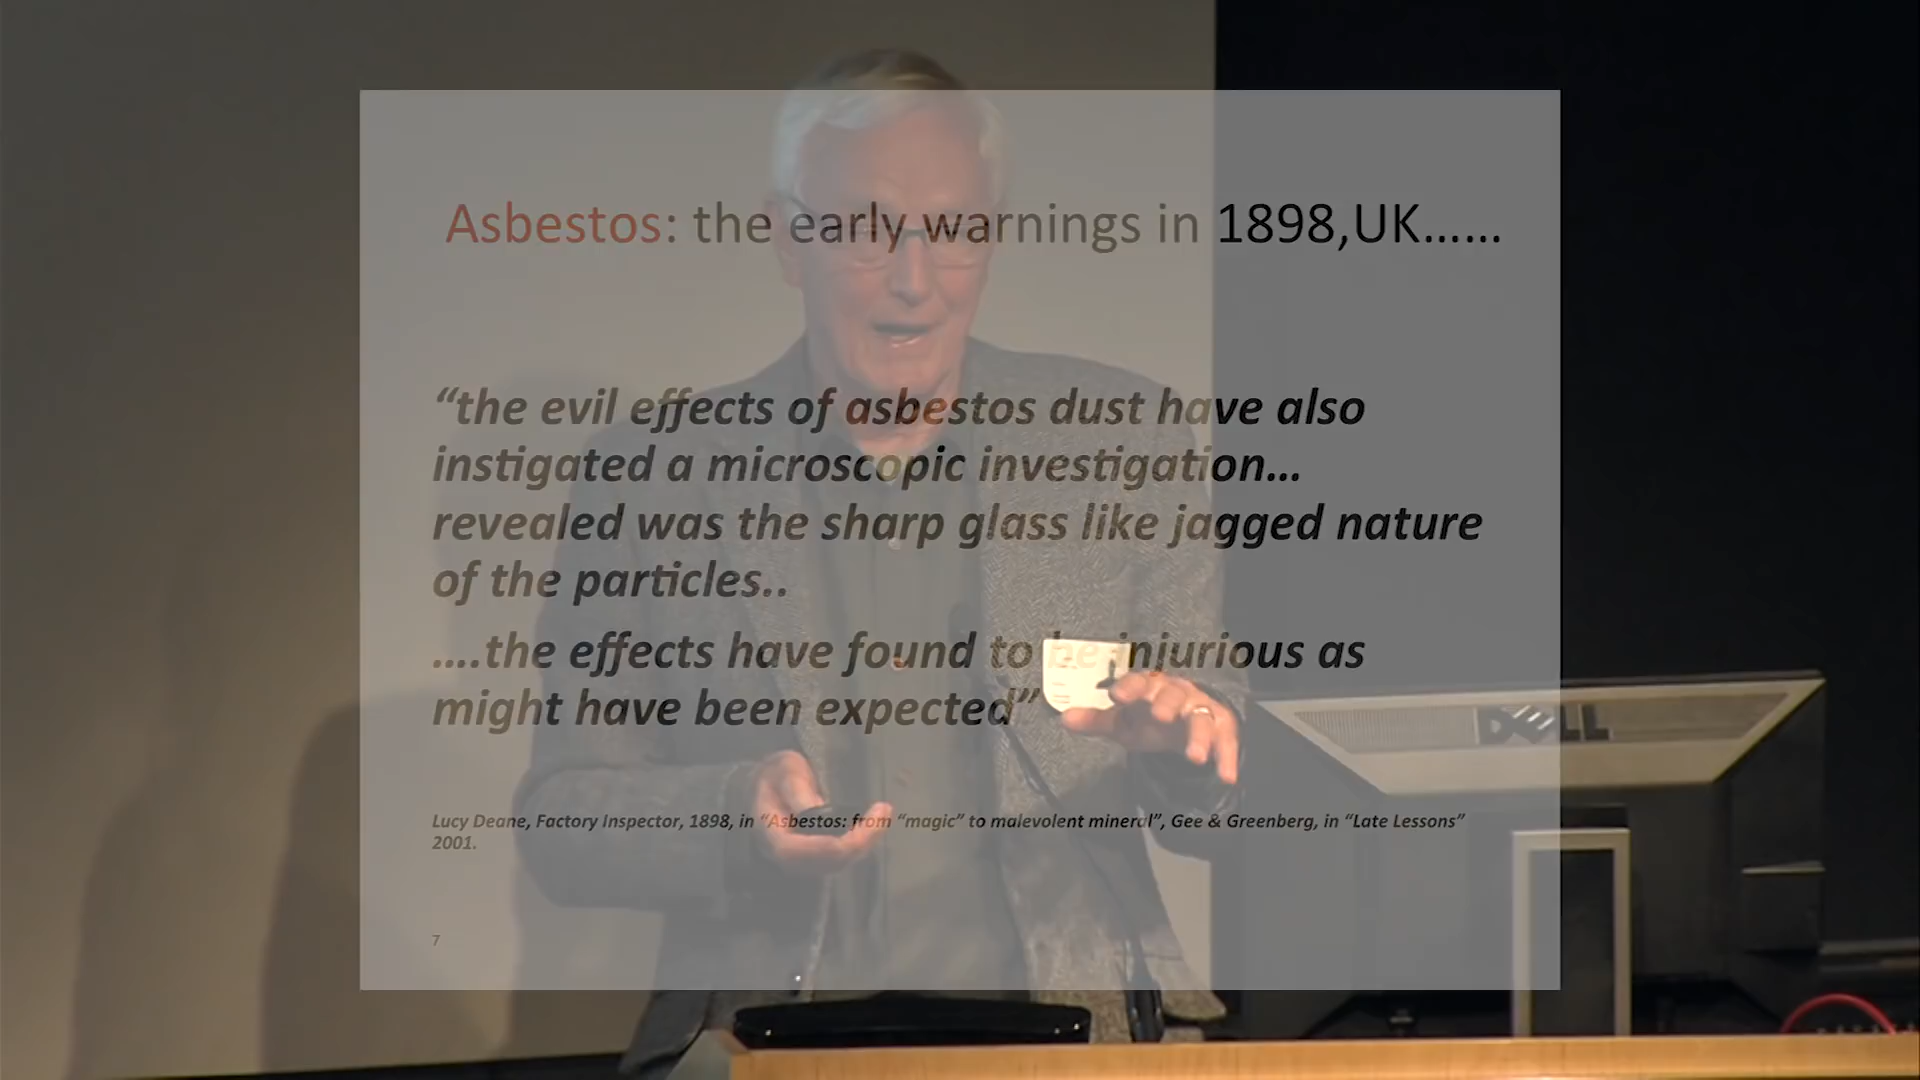 Asbestos: the early warnings in 1898,UK......
“the evil effects of asbestos dust have also
instigated a microscopic investigation…
revealed was the sharp glass like jagged nature
of the particles..
….the effects have found to be injurious as
might have been expected”
Lucy Deane, Factory Inspector, 1898, in “Asbestos: from “magic” to malevolent mineral”, Gee & Greenberg, in “Late Lessons”
2001.
7
DELL